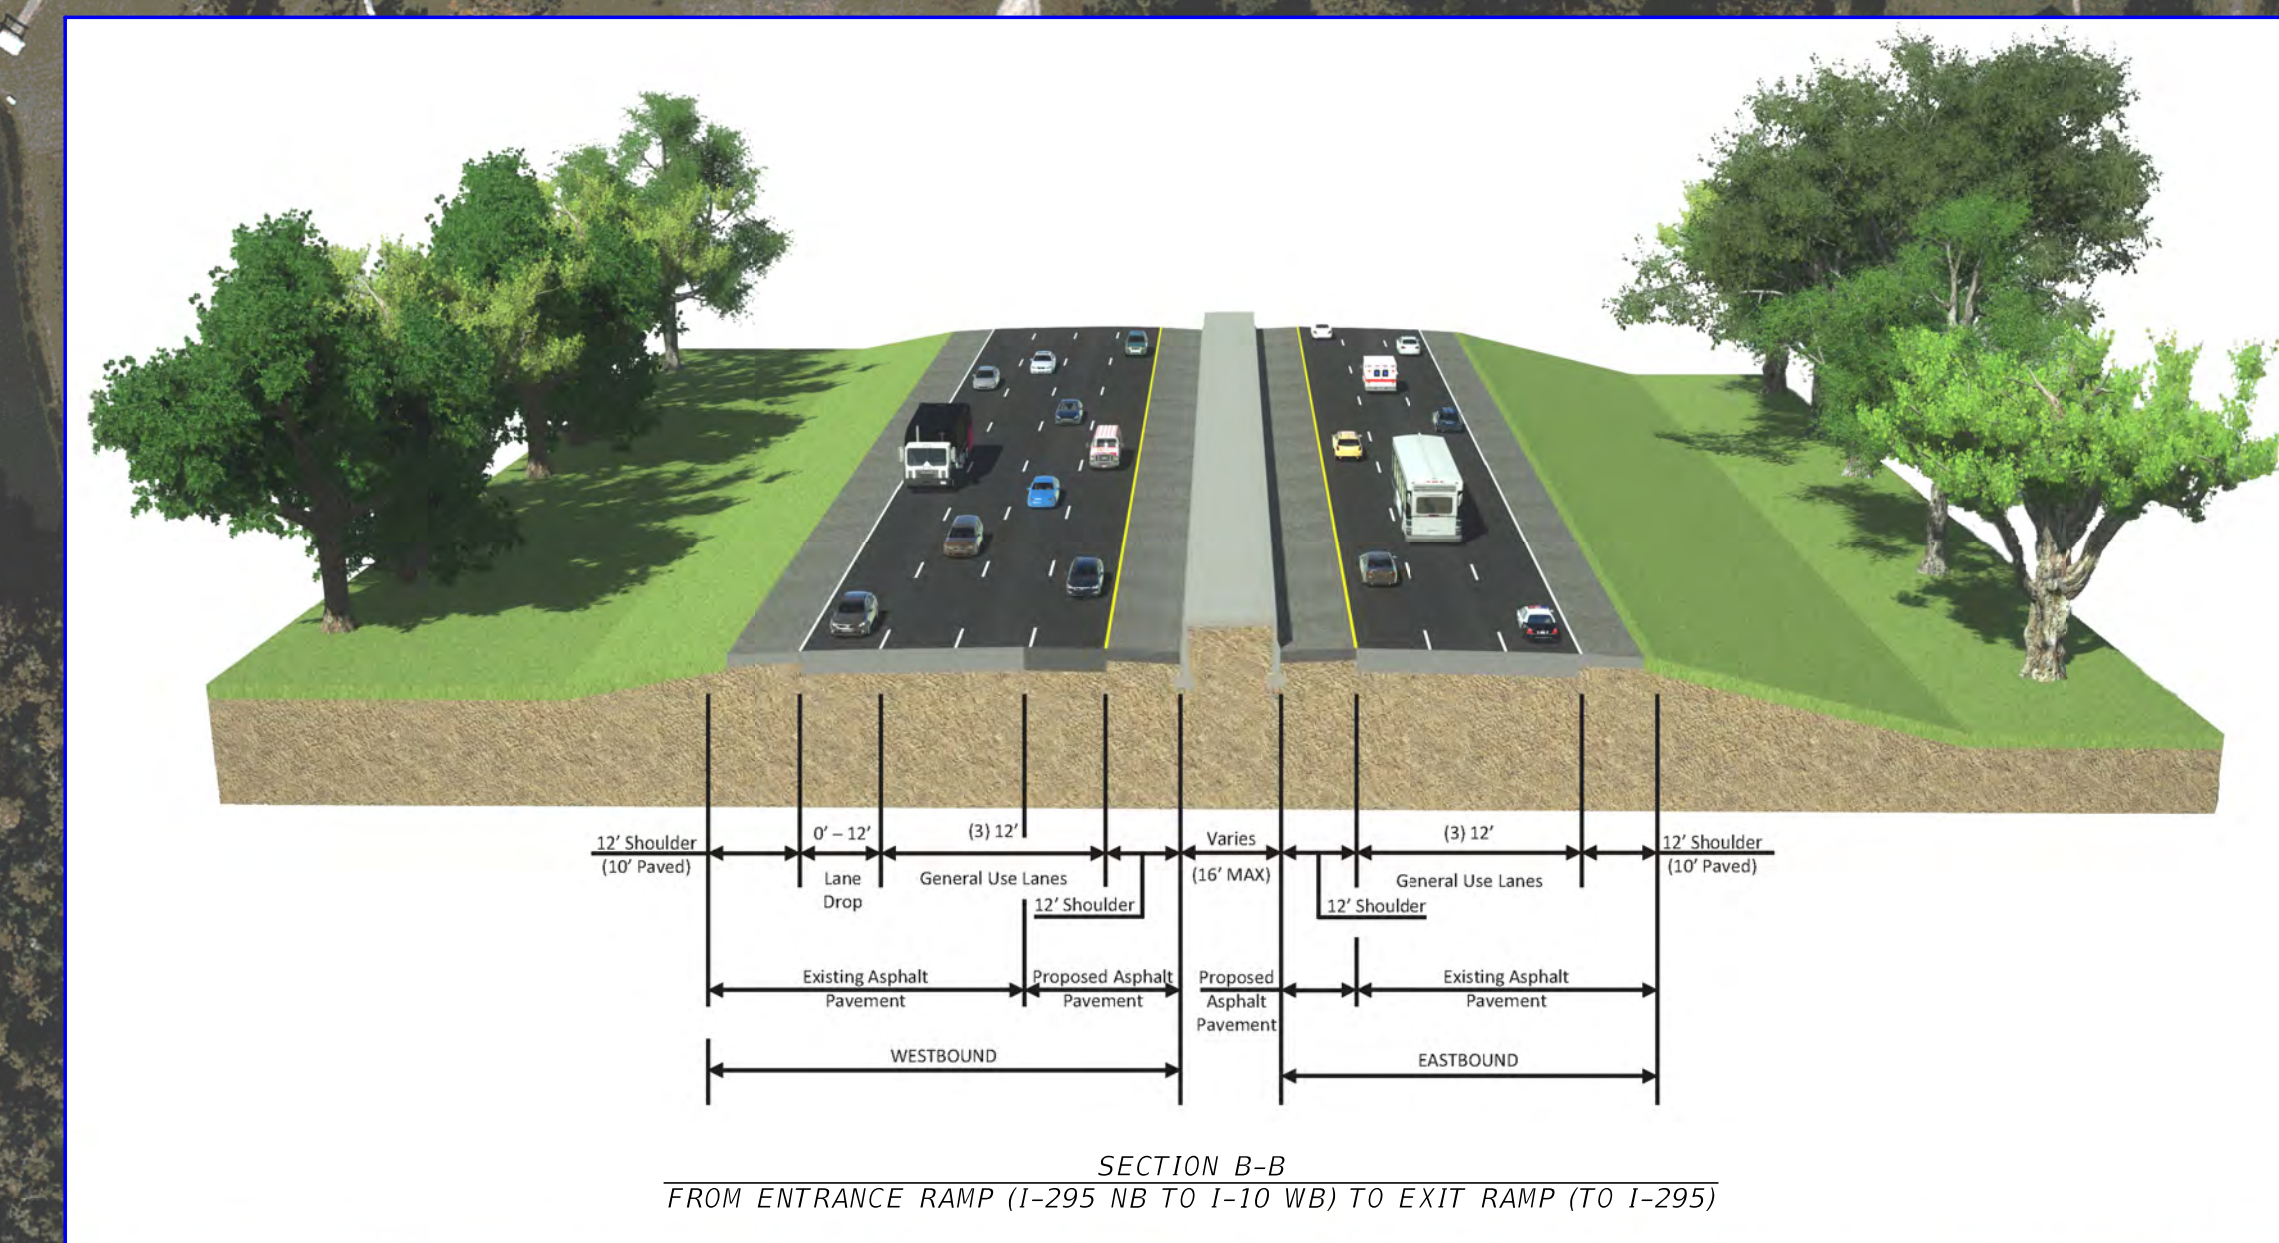 12' Shoulder
(10' Paved)
0' – 12'
Lane
Drop
(3) 12'
General Use Lanes
12' Shoulder
Varies
(16' MAX)
12' Shoulder
(3) 12'
General Use Lanes
12' Shoulder
(10' Paved)
Existing Asphalt
Pavement
Proposed Asphalt
Pavement
Proposed
Asphalt
Pavement
Existing Asphalt
Pavement
WESTBOUND
EASTBOUND
SECTION B-B
FROM ENTRANCE RAMP (I-295 NB TO I-10 WB) TO EXIT RAMP (TO I-295)